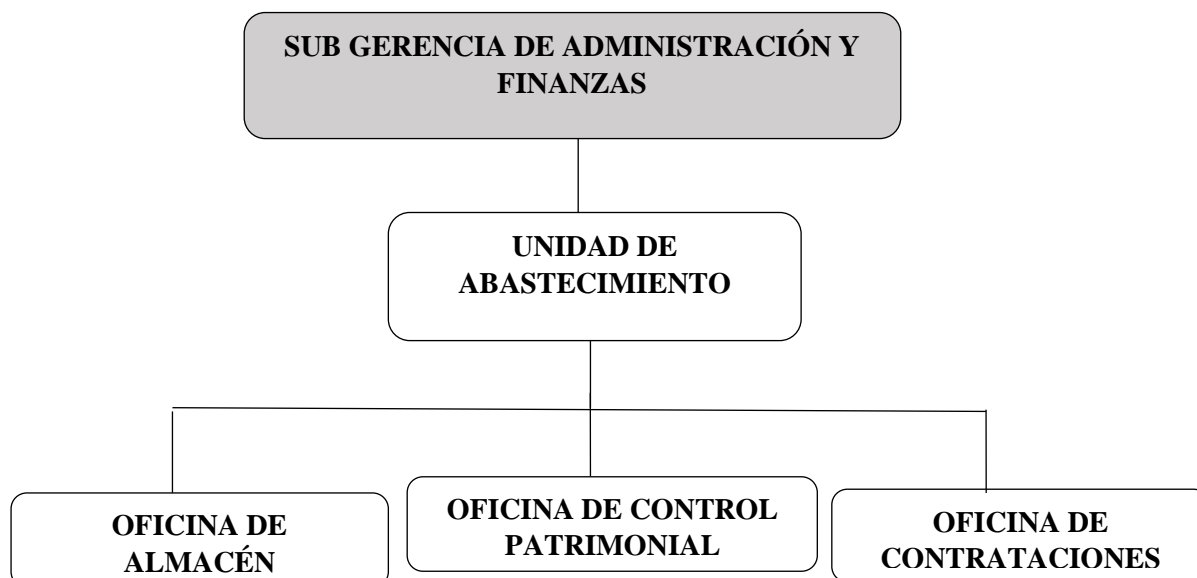 SUB GERENCIA DE ADMINISTRACIÓN Y
FINANZAS
UNIDAD DE
ABASTECIMIENTO
OFICINA DE
ALMACÉN
OFICINA DE CONTROL
PATRIMONIAL
OFICINA DE
CONTRATACIONES